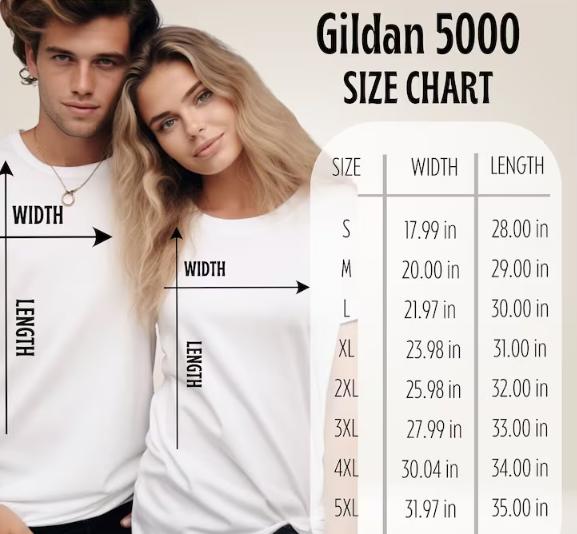 Gildan 5000
SIZE CHART
SIZE WIDTH LENGTH
S 17.99 in 28.00 in
M 20.00 in 29.00 in
L 21.97 in 30.00 in
XL 23.98 in 31.00 in
2XL 25.98 in 32.00 in
3XL 27.99 in 33.00 in
4XL 30.04 in 34.00 in
5XL 31.97 in 35.00 in
WIDTH
LENGTH
WIDTH
LENGTH